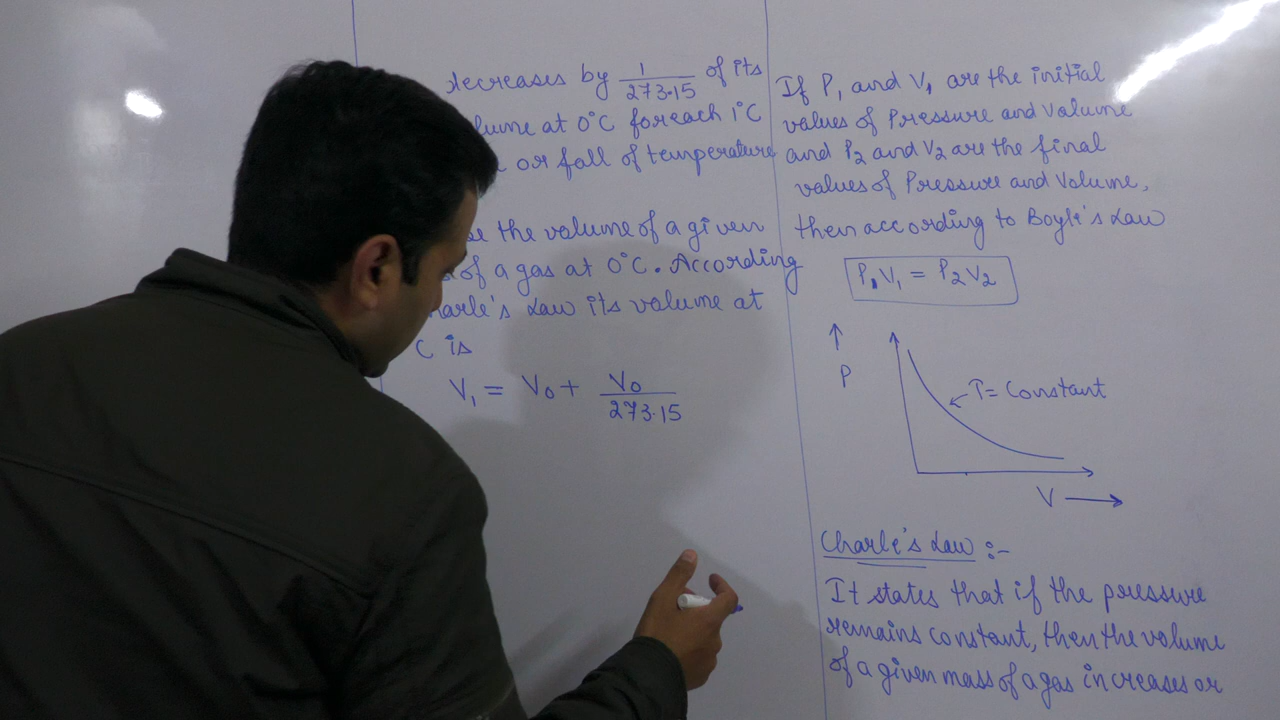 decreases by 1/273.15 of its
at 0°C for each 1°C
or fall of temperature
the volume of a given
of a gas at 0°C. According
Law its volume at
C is
V₁ = V₀ + V₀/273.15
If P₁ and V₁ are the initial
values of Pressure and Volume
and P₂ and V₂ are the final
values of Pressure and Volume,
then according to Boyle's Law
P₁V₁ = P₂V₂
↑
P
T = Constant
V →
Charle's Law :-
It states that if the pressure
remains constant, then the volume
of a given mass of a gas increases or